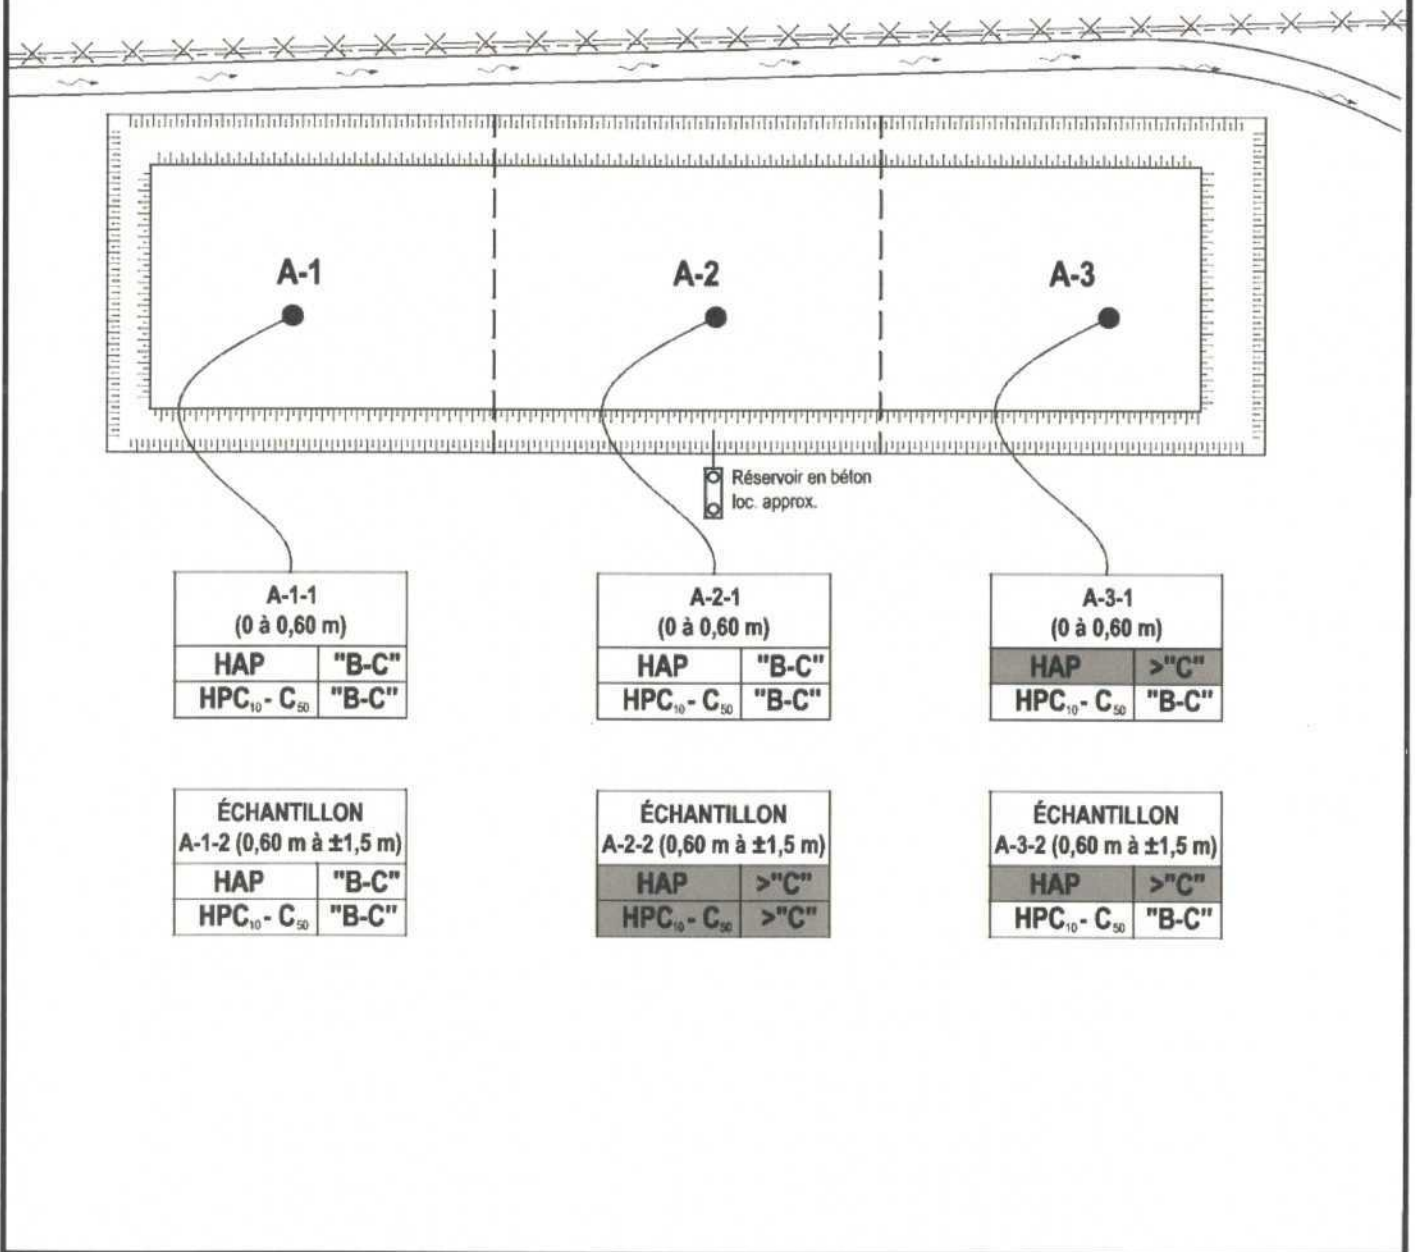 A-1
A-2
A-3
Réservoir en béton
loc. approx.
A-1-1
(0 à 0,60 m)
HAP "B-C"
HPC₁₀ - C₅₀ "B-C"
A-2-1
(0 à 0,60 m)
HAP "B-C"
HPC₁₀ - C₅₀ "B-C"
A-3-1
(0 à 0,60 m)
HAP >"C"
HPC₁₀ - C₅₀ "B-C"
ÉCHANTILLON
A-1-2 (0,60 m à ±1,5 m)
HAP "B-C"
HPC₁₀ - C₅₀ "B-C"
ÉCHANTILLON
A-2-2 (0,60 m à ±1,5 m)
HAP >"C"
HPC₁₀ - C₅₀ >"C"
ÉCHANTILLON
A-3-2 (0,60 m à ±1,5 m)
HAP >"C"
HPC₁₀ - C₅₀ "B-C"